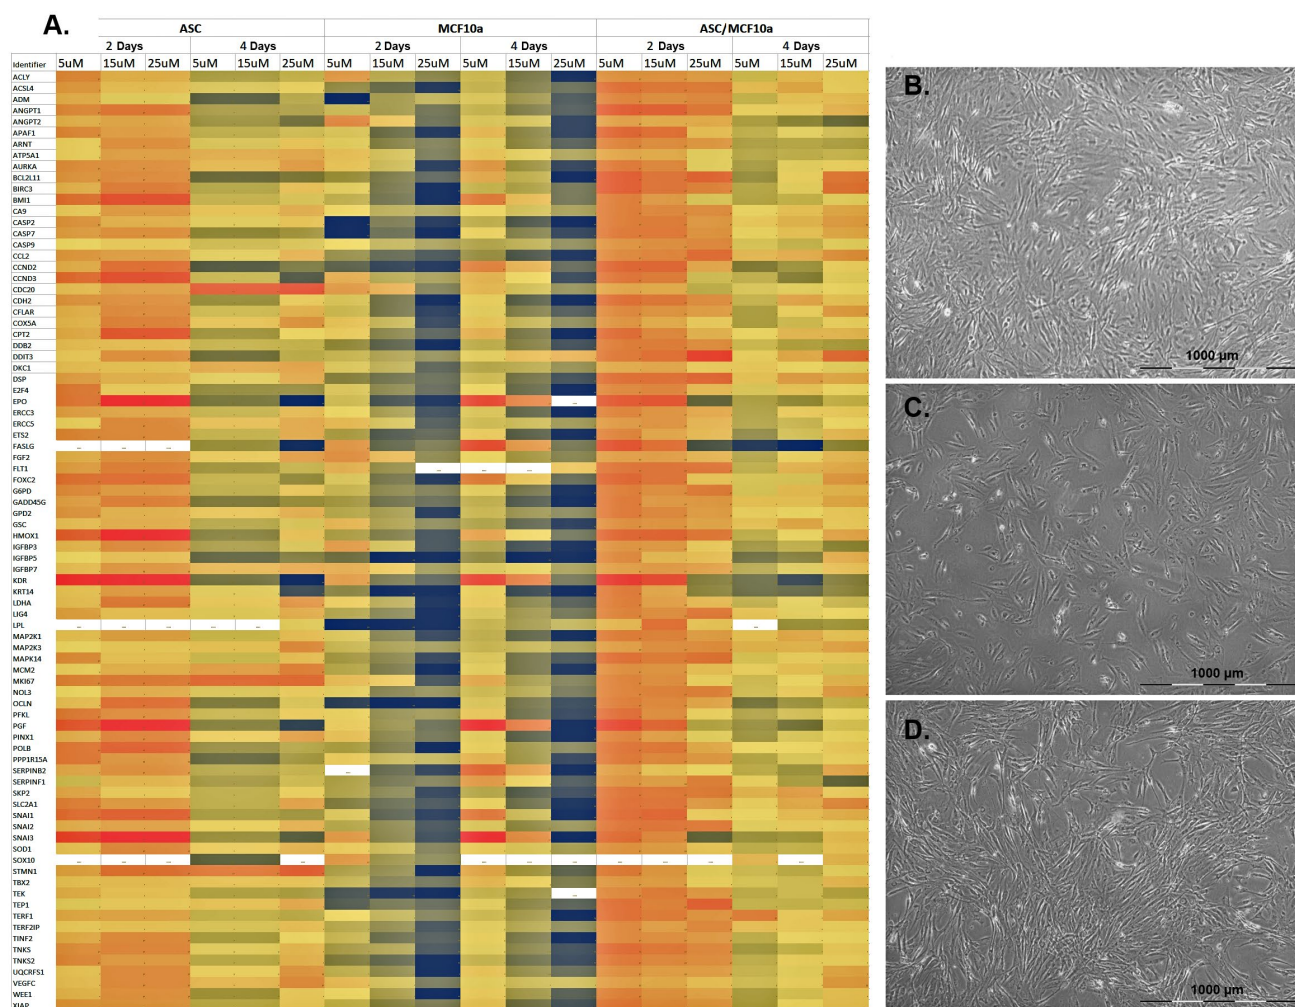 A.
ASC MCF10a ASC/MCF10a
2 Days 4 Days 2 Days 4 Days 2 Days 4 Days
Identifier 5uM 15uM 25uM 5uM 15uM 25uM 5uM 15uM 25uM 5uM 15uM 25uM 5uM 15uM 25uM 5uM 15uM 25uM
ACLY
ACSL4
ADM
ANGPT1
ANGPT2
APAF1
ARNT
ATP5A1
AURKA
BCL2L11
BIRC3
BMI1
CA9
CASP2
CASP7
CASP9
CCL2
CCND2
CCND3
CDC20
CDH2
CFLAR
COX5A
CPT2
DDB2
DDIT3
DKC1
DSP
E2F4
EPO
ERCC3
ERCC5
ETS2
FASLG
FGF2
FLT1
FOXC2
G6PD
GADD45G
GPD2
GSC
HMOX1
IGFBP3
IGFBP5
IGFBP7
KDR
KRT14
LDHA
LIG4
LPL
MAP2K1
MAP2K3
MAPK14
MCM2
MKI67
NOL3
OCLN
PFKL
PGF
PINX1
POLB
PPP1R15A
SERPINB2
SERPINF1
SKP2
SLC2A1
SNAI1
SNAI2
SNAI3
SOD1
SOX10
STMN1
TBX2
TEK
TEP1
TERF1
TERF2IP
TINF2
TNKS
TNKS2
UQCRFS1
VEGFC
WEE1
XIAP
B.
1000 µm
C.
1000 µm
D.
1000 µm